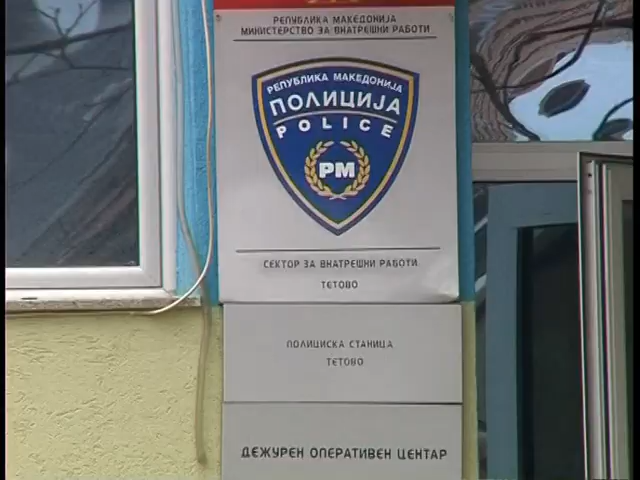 РЕПУБЛИКА МАКЕДОНИЈА
МИНИСТЕРСТВО ЗА ВНАТРЕШНИ РАБОТИ
РЕПУБЛИКА МАКЕДОНИЈА
ПОЛИЦИЈА
POLICE
РМ
СЕКТОР ЗА ВНАТРЕШНИ РАБОТИ
ТЕТОВО
ПОЛИЦИСКА СТАНИЦА
ТЕТОВО
ДЕЖУРЕН ОПЕРАТИВЕН ЦЕНТАР